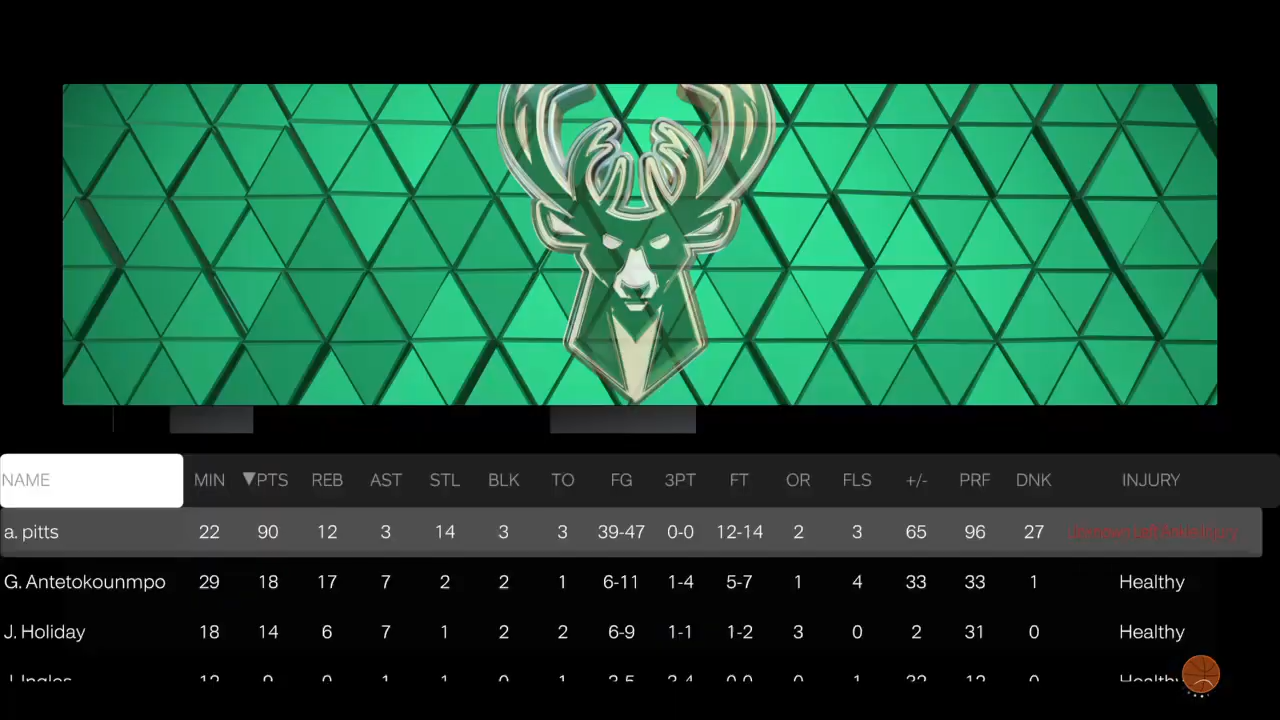 NAME MIN ▼PTS REB AST STL BLK TO FG 3PT FT OR FLS +/- PRF DNK INJURY
a. pitts 22 90 12 3 14 3 3 39-47 0-0 12-14 2 3 65 96 27
G. Antetokounmpo 29 18 17 7 2 2 1 6-11 1-4 5-7 1 4 33 33 1 Healthy
J. Holiday 18 14 6 7 1 2 2 6-9 1-1 1-2 3 0 2 31 0 Healthy